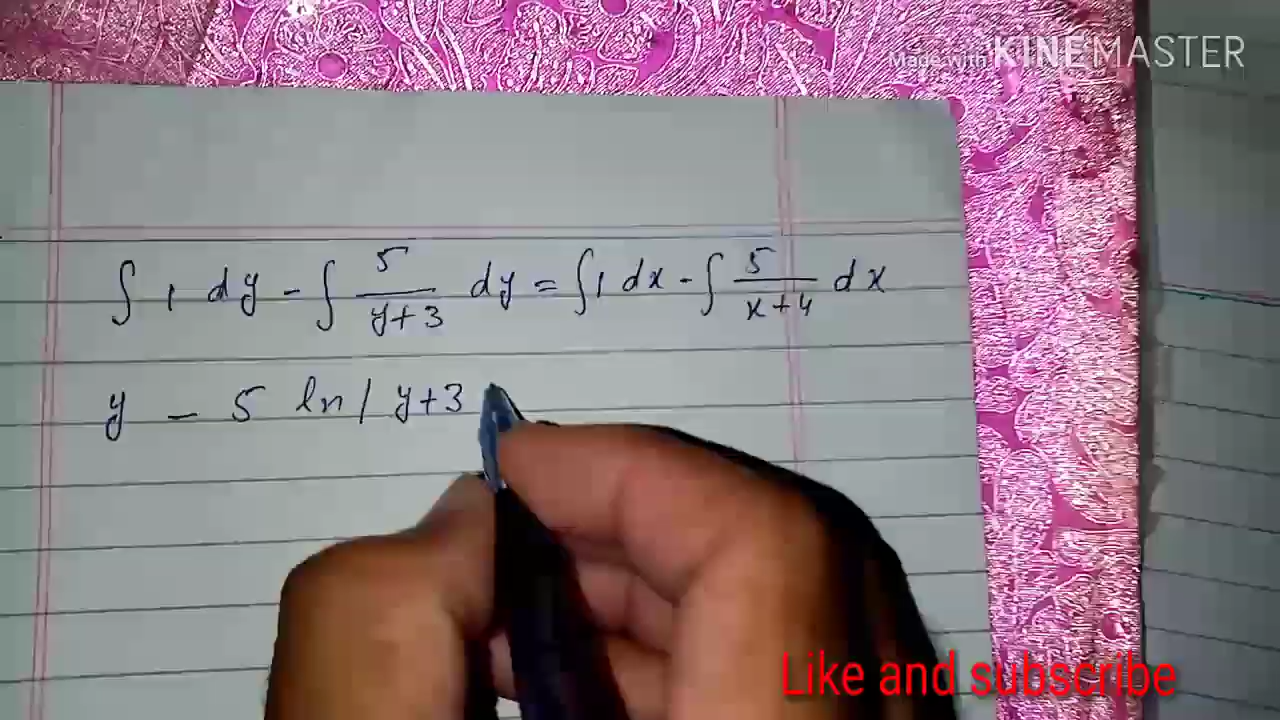 Made with KINEMASTER
∫ 1 dy - ∫ 5/(y+3) dy = ∫ 1 dx - ∫ 5/(x+4) dx
y - 5 ln | y+3
Like and subscribe